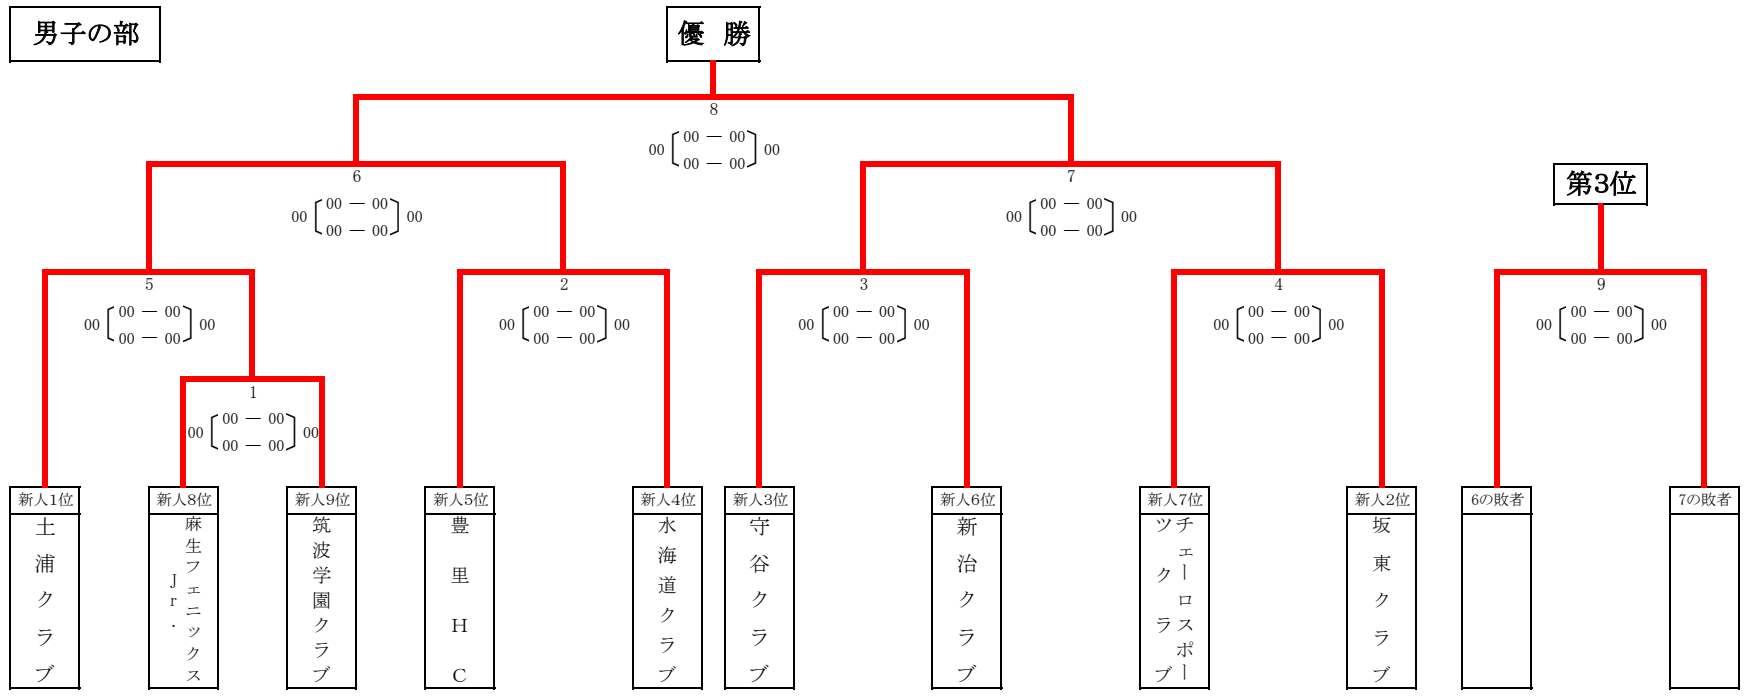 男子の部
優 勝
8
00 00 — 00 00
00 — 00
6
00 00 — 00 00
00 — 00
7
00 00 — 00 00
00 — 00
第3位
5
00 00 — 00 00
00 — 00
2
00 00 — 00 00
00 — 00
3
00 00 — 00 00
00 — 00
4
00 00 — 00 00
00 — 00
9
00 00 — 00 00
00 — 00
1
00 00 — 00 00
00 — 00
新人1位
土浦クラブ
新人8位
麻生フェニックス
Jr.
新人9位
筑波学園クラブ
新人5位
豊里HC
新人4位
水海道クラブ
新人3位
守谷クラブ
新人6位
新治クラブ
新人7位
チェーロスポー
ツクラブ
新人2位
坂東クラブ
6の敗者
7の敗者